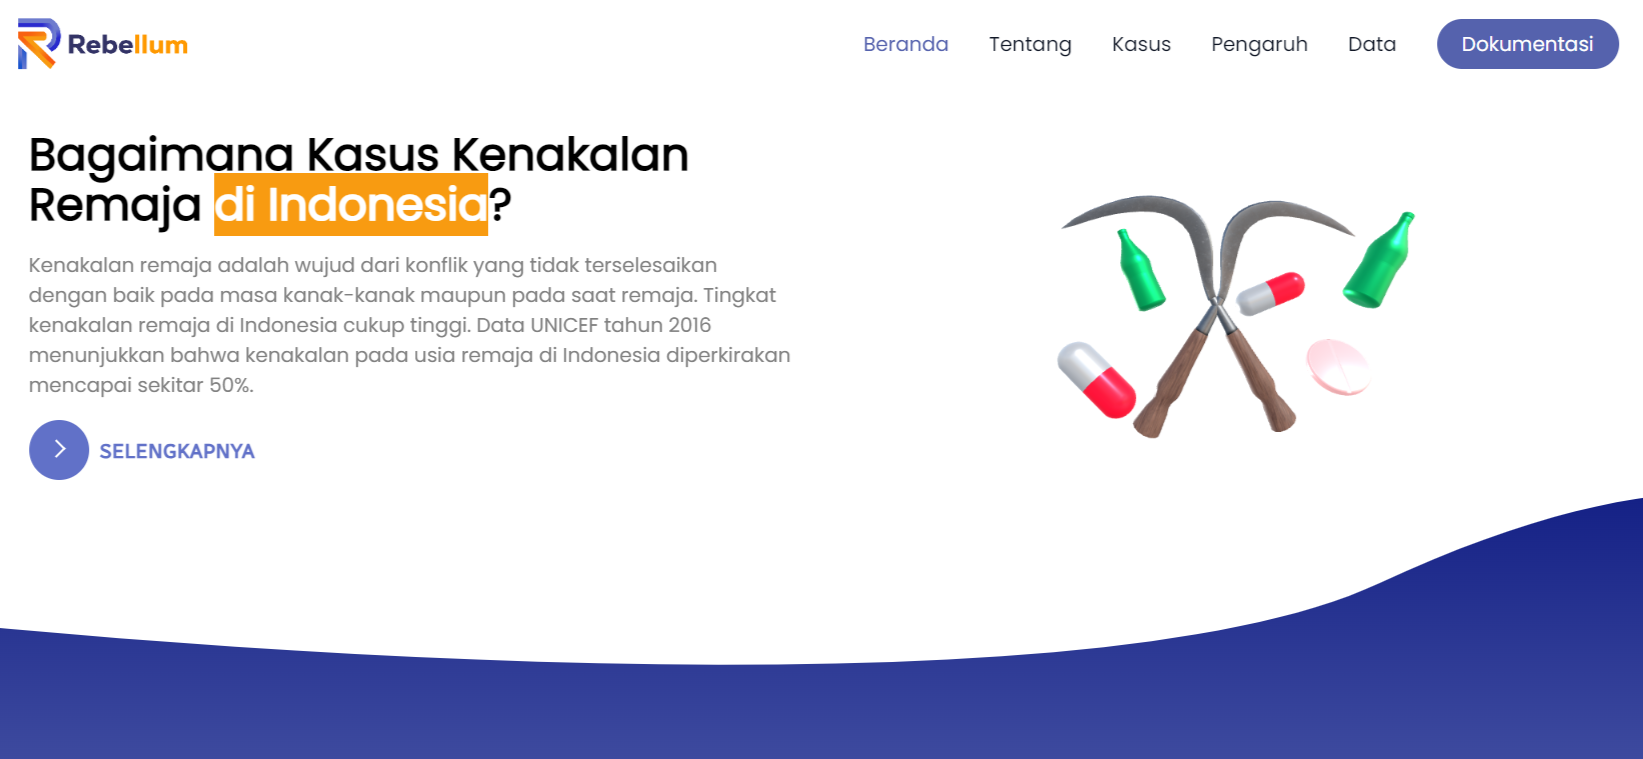 Rebellum
Beranda Tentang Kasus Pengaruh Data Dokumentasi
Bagaimana Kasus Kenakalan
Remaja di Indonesia?
Kenakalan remaja adalah wujud dari konflik yang tidak terselesaikan
dengan baik pada masa kanak-kanak maupun pada saat remaja. Tingkat
kenakalan remaja di Indonesia cukup tinggi. Data UNICEF tahun 2016
menunjukkan bahwa kenakalan pada usia remaja di Indonesia diperkirakan
mencapai sekitar 50%.
SELENGKAPNYA